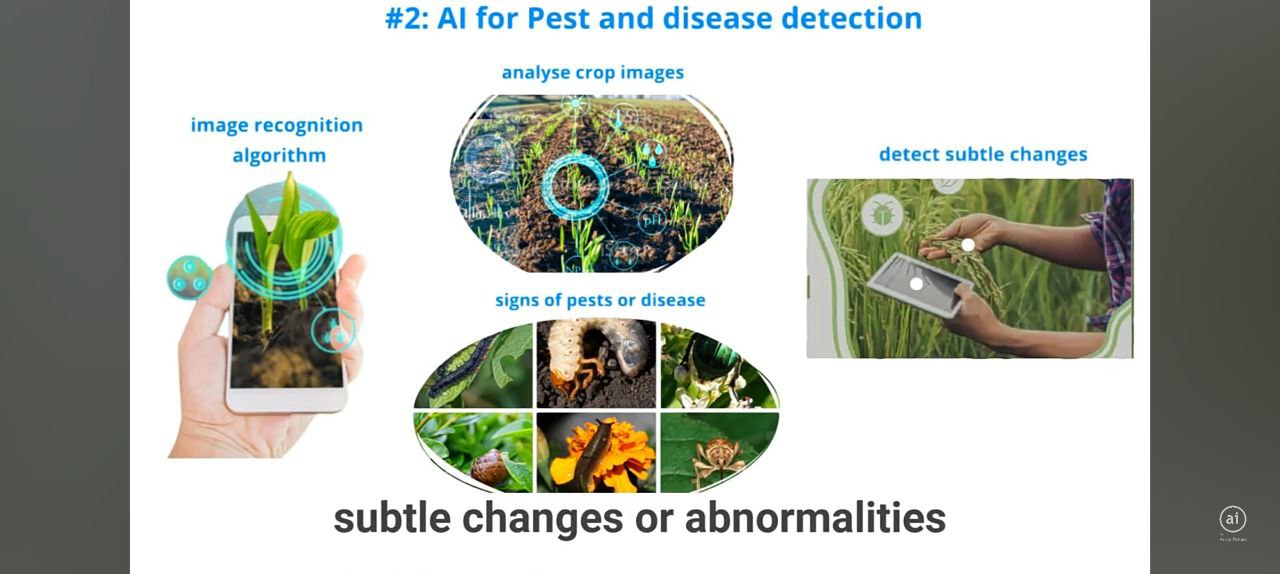 #2: AI for Pest and disease detection
analyse crop images
image recognition
algorithm
detect subtle changes
signs of pests or disease
subtle changes or abnormalities
ai